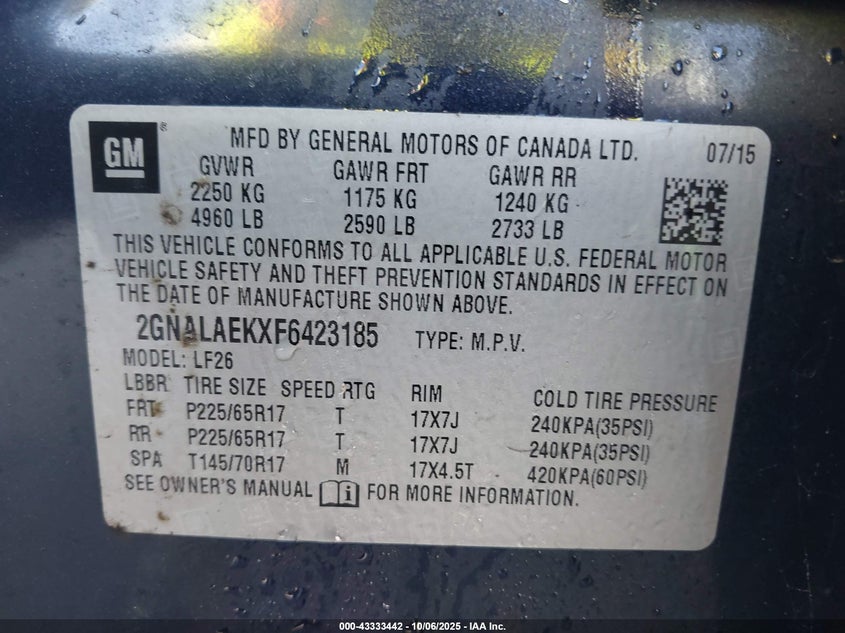 GM ®
MFD BY GENERAL MOTORS OF CANADA LTD. 07/15
GVWR GAWR FRT GAWR RR
2250 KG 1175 KG 1240 KG
4960 LB 2590 LB 2733 LB
THIS VEHICLE CONFORMS TO ALL APPLICABLE U.S. FEDERAL MOTOR
VEHICLE SAFETY AND THEFT PREVENTION STANDARDS IN EFFECT ON
THE DATE OF MANUFACTURE SHOWN ABOVE.
2GNALAEKXF6423185 TYPE: M.P.V.
MODEL: LF26
LBBR TIRE SIZE SPEED RTG RIM COLD TIRE PRESSURE
FRT P225/65R17 T 17X7J 240KPA(35PSI)
RR P225/65R17 T 17X7J 240KPA(35PSI)
SPA T145/70R17 M 17X4.5T 420KPA(60PSI)
SEE OWNER'S MANUAL FOR MORE INFORMATION.
000-43333442 • 10/06/2025 • IAA Inc.